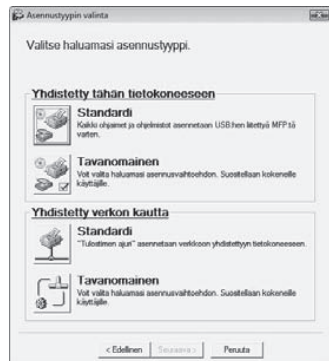 Asennustyypin valinta
Valitse haluamasi asennustyyppi.
Yhdistetty tähän tietokoneeseen
Standardi
Kaikki ohjaimet ja ohjelmistot asennetaan USB:hen liitettyä MFP:tä
varten.
Tavanomainen
Voit valita haluamasi asennusvaihtoehdon. Suositellaan kokeneille
käyttäjille.
Yhdistetty verkon kautta
Standardi
"Tulostimen ajuri" asennetaan verkkoon yhdistettyyn tietokoneeseen.
Tavanomainen
Voit valita haluamasi asennusvaihtoehdon. Suositellaan kokeneille
käyttäjille.
< Edellinen Seuraava > Peruuta